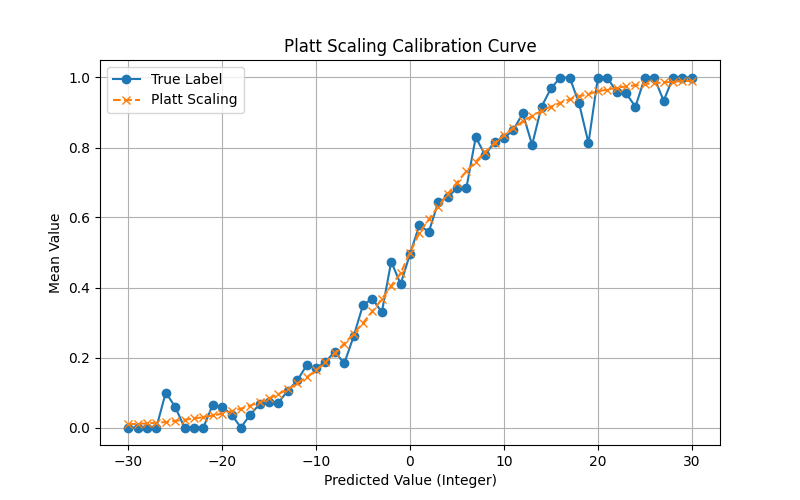 Platt Scaling Calibration Curve
True Label
Platt Scaling
1.0
0.8
0.6
0.4
0.2
0.0
Mean Value
−30 −20 −10 0 10 20 30
Predicted Value (Integer)